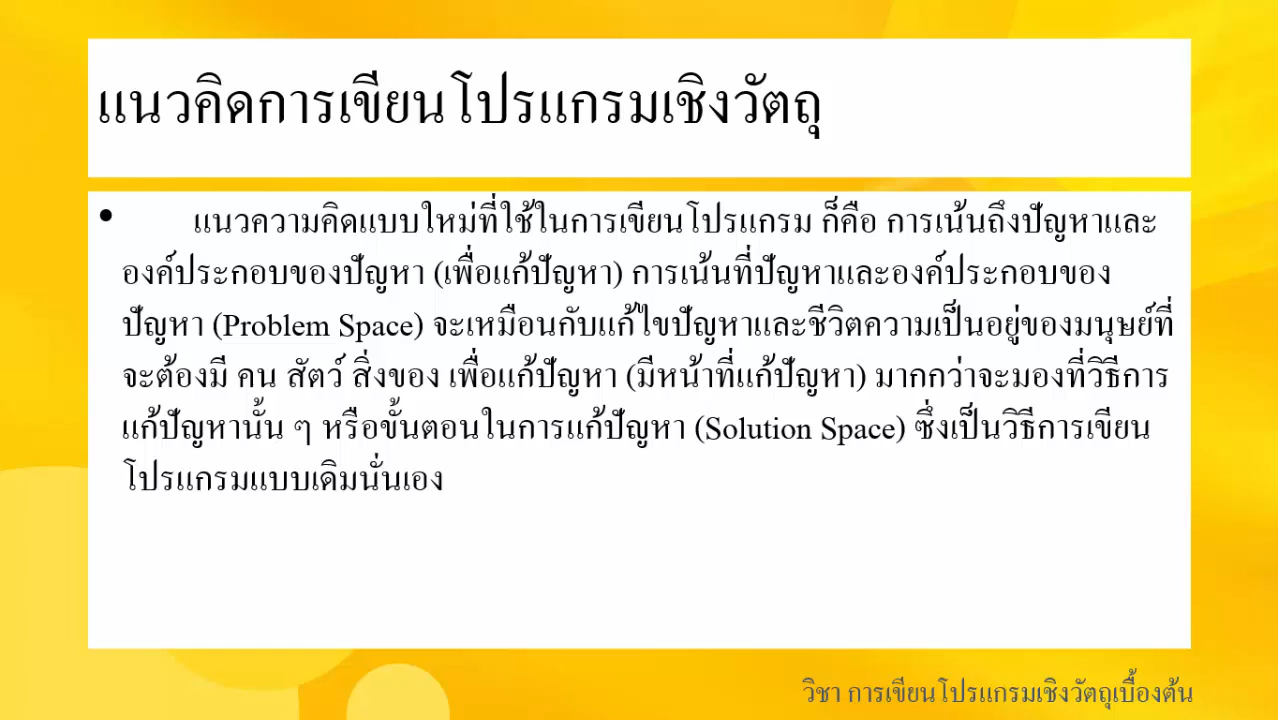 แนวคิดการเขียนโปรแกรมเชิงวัตถุ
• แนวความคิดแบบใหม่ที่ใช้ในการเขียนโปรแกรม ก็คือ การเน้นถึงปัญหาและ
องค์ประกอบของปัญหา (เพื่อแก้ปัญหา) การเน้นที่ปัญหาและองค์ประกอบของ
ปัญหา (Problem Space) จะเหมือนกับแก้ไขปัญหาและชีวิตความเป็นอยู่ของมนุษย์ที่
จะต้องมี คน สัตว์ สิ่งของ เพื่อแก้ปัญหา (มีหน้าที่แก้ปัญหา) มากกว่าจะมองที่วิธีการ
แก้ปัญหานั้น ๆ หรือขั้นตอนในการแก้ปัญหา (Solution Space) ซึ่งเป็นวิธีการเขียน
โปรแกรมแบบเดิมนั่นเอง
วิชา การเขียนโปรแกรมเชิงวัตถุเบื้องต้น